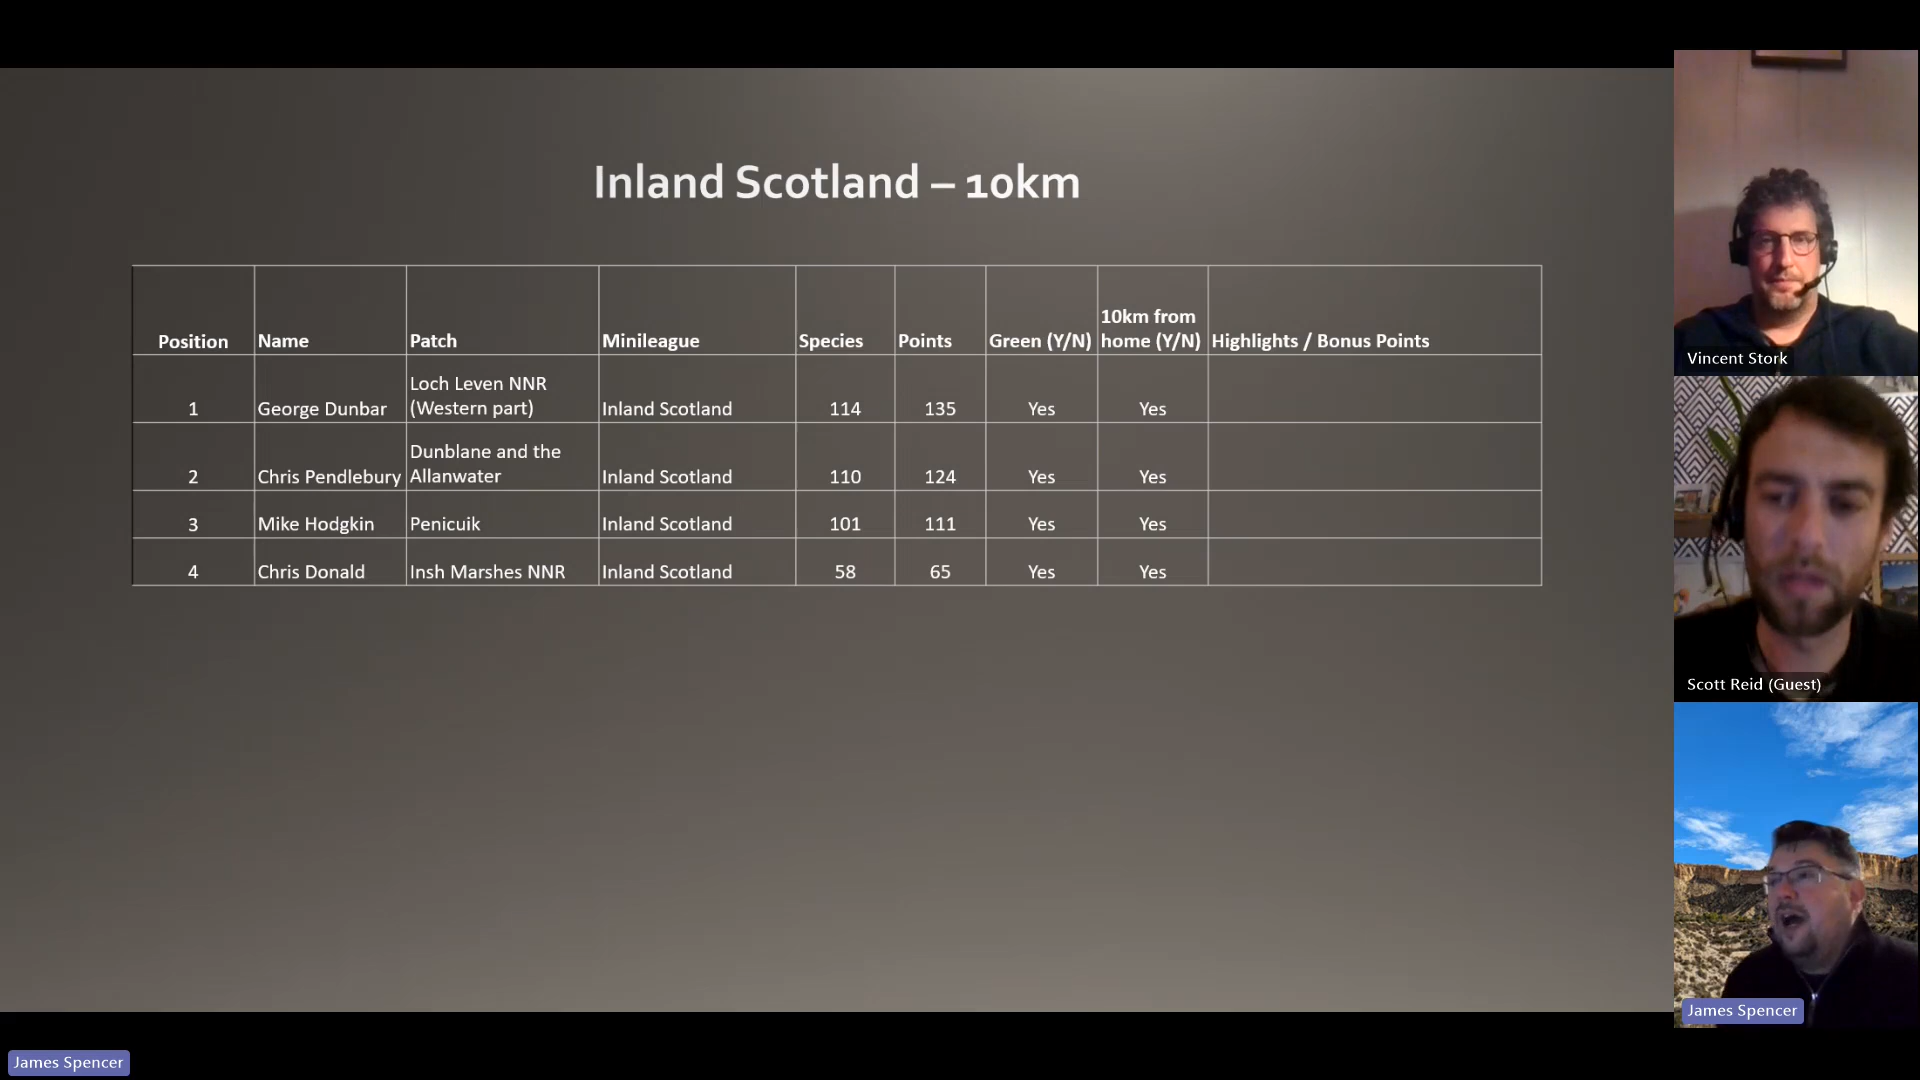 Inland Scotland – 10km
Position Name Patch Minileague Species Points Green (Y/N) 10km from home (Y/N) Highlights / Bonus Points
1 George Dunbar Loch Leven NNR (Western part) Inland Scotland 114 135 Yes Yes
2 Chris Pendlebury Dunblane and the Allanwater Inland Scotland 110 124 Yes Yes
3 Mike Hodgkin Penicuik Inland Scotland 101 111 Yes Yes
4 Chris Donald Insh Marshes NNR Inland Scotland 58 65 Yes Yes
Vincent Stork
Scott Reid (Guest)
James Spencer
James Spencer